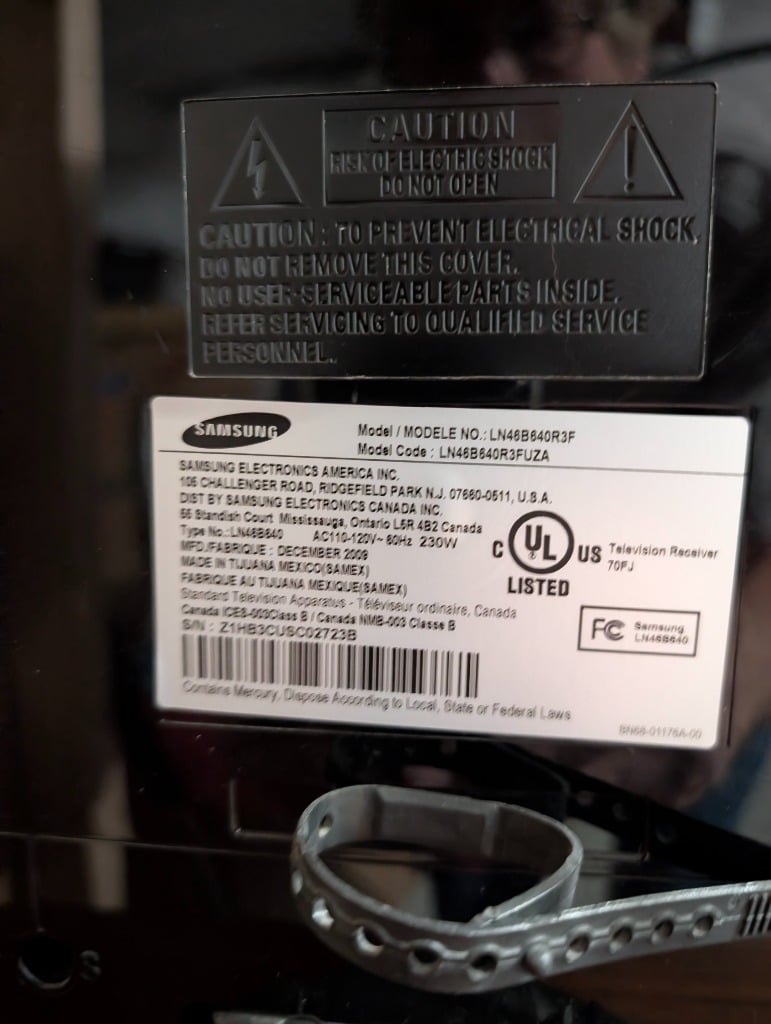 CAUTION
RISK OF ELECTRIC SHOCK
DO NOT OPEN
CAUTION : TO PREVENT ELECTRICAL SHOCK,
DO NOT REMOVE THIS COVER.
NO USER-SERVICEABLE PARTS INSIDE.
REFER SERVICING TO QUALIFIED SERVICE
PERSONNEL.
SAMSUNG
Model / MODELE NO.: LN46B640R3F
Model Code : LN46B640R3FUZA
SAMSUNG ELECTRONICS AMERICA INC.
105 CHALLENGER ROAD, RIDGEFIELD PARK N.J. 07660-0511, U.S.A.
DIST BY SAMSUNG ELECTRONICS CANADA INC.
55 Standish Court Mississauga, Ontario L5R 4B2 Canada
Type No.: LN46B640 AC110-120V~ 60Hz 230W
MFD./FABRIQUE : DECEMBER 2009
MADE IN TIJUANA MEXICO(SAMEX)
FABRIQUE AU TIJUANA MEXIQUE(SAMEX)
Standard Television Apparatus - Téléviseur ordinaire, Canada
Canada ICES-003Class B / Canada NMB-003 Classe B
S/N : Z1HB3CUSC02723B
C UL US
LISTED
Television Receiver
70FJ
FC Samsung
LN46B640
Contains Mercury, Dispose According to Local, State or Federal Laws
BN68-01176A-00
S